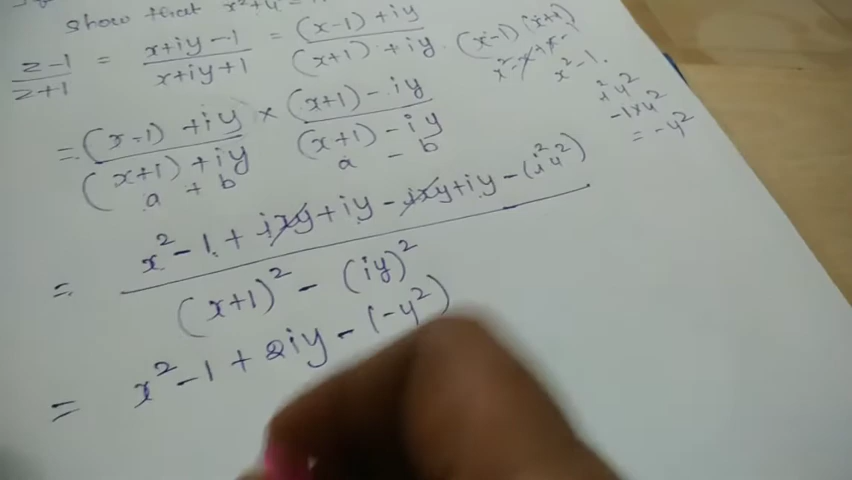 show that x²+y² =
z-1/z+1 = x+iy-1/x+iy+1 = (x-1)+iy/(x+1)+iy
(x-1)(x+1)
x²-x+x-1
x²-1.
= (x-1)+iy/(x+1)+iy × (x+1)-iy/(x+1)-iy
a + b a - b
i²y²
-1×y²
= -y²
= x²-1+ixy+iy-ixy+iy-(i²y²)/(x+1)²-(iy)²
= x²-1+2iy-(-y²)